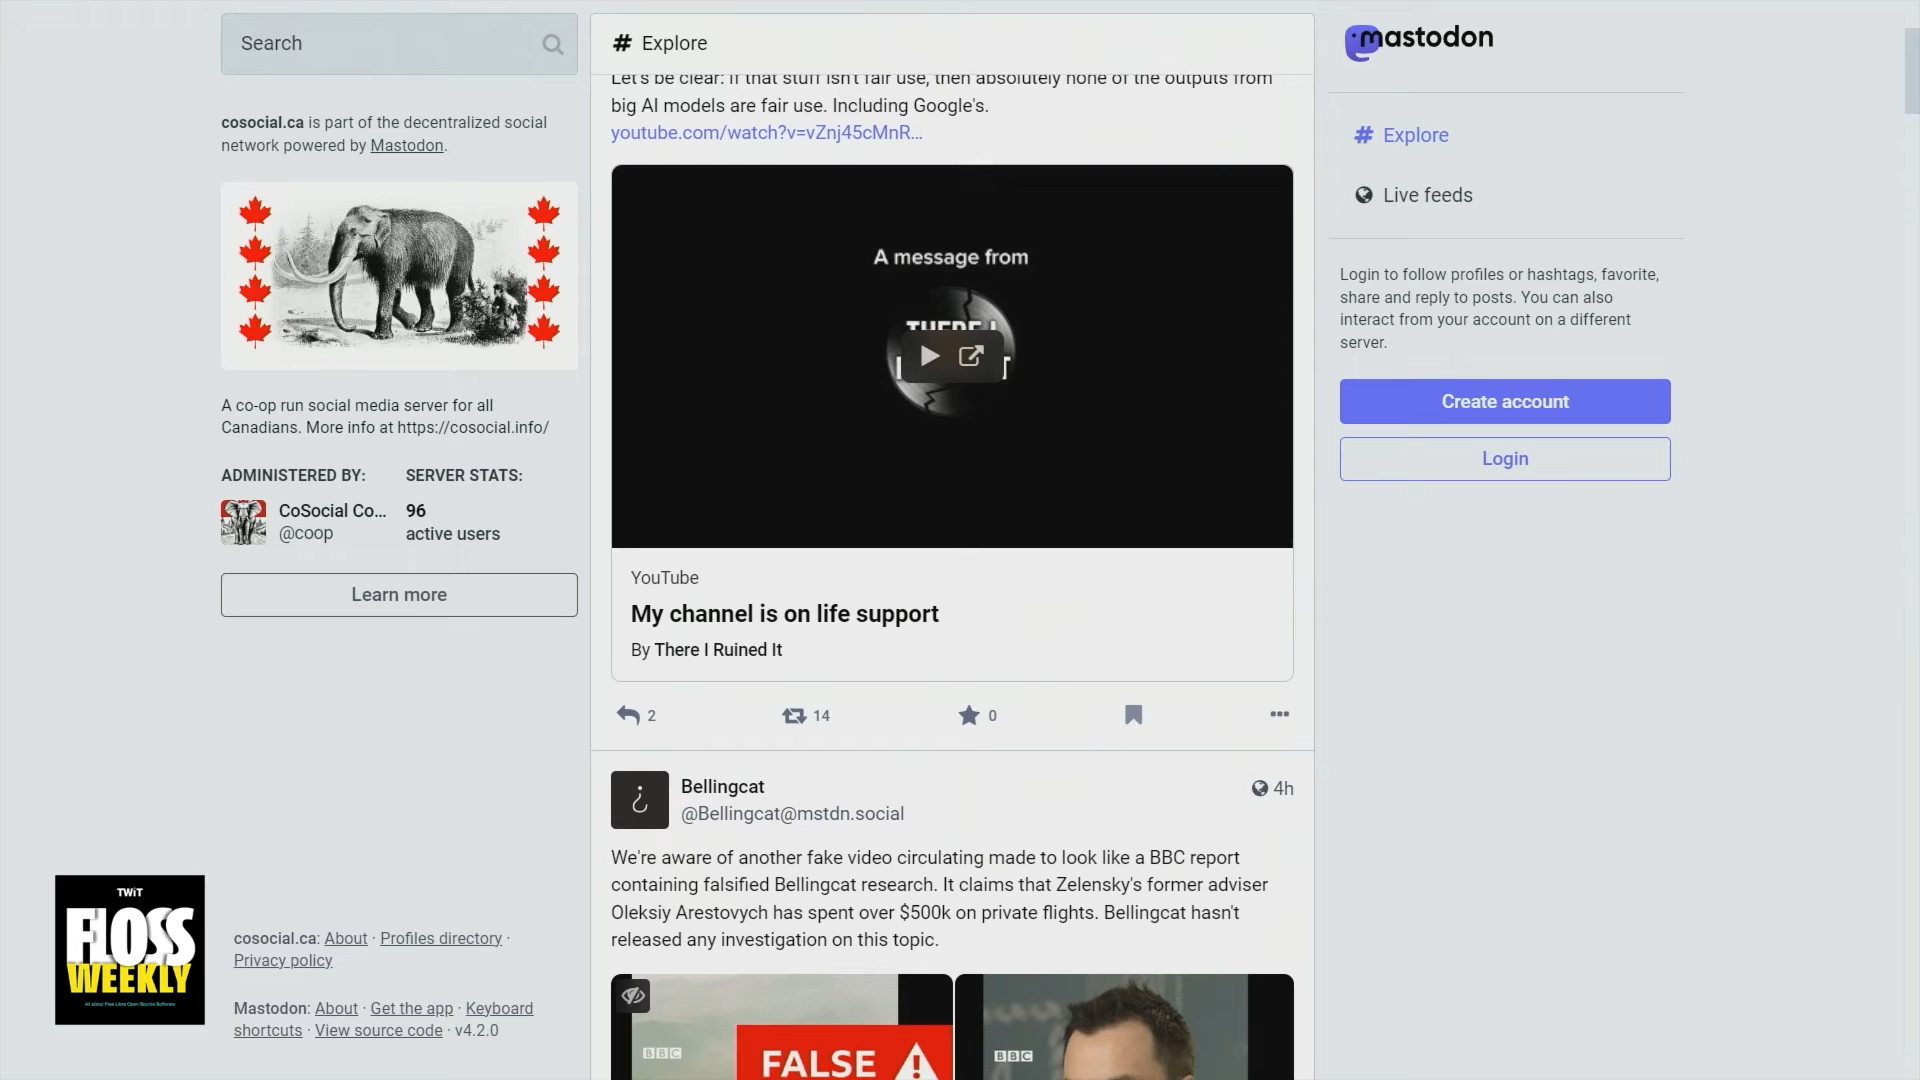 Search
cosocial.ca is part of the decentralized social
network powered by Mastodon.
A co-op run social media server for all
Canadians. More info at https://cosocial.info/
ADMINISTERED BY:
CoSocial Co...
@coop
SERVER STATS:
96
active users
Learn more
TWiT
FLOSS
WEEKLY
All about Free Libre Open Source Software
cosocial.ca: About · Profiles directory ·
Privacy policy
Mastodon: About · Get the app · Keyboard
shortcuts · View source code · v4.2.0
# Explore
Let's be clear: If that stuff isn't fair use, then absolutely none of the outputs from
big AI models are fair use. Including Google's.
youtube.com/watch?v=vZnj45cMnR...
A message from
THERE I
YouTube
My channel is on life support
By There I Ruined It
2
14
0
Bellingcat
@Bellingcat@mstdn.social
4h
We're aware of another fake video circulating made to look like a BBC report
containing falsified Bellingcat research. It claims that Zelensky's former adviser
Oleksiy Arestovych has spent over $500k on private flights. Bellingcat hasn't
released any investigation on this topic.
BBC
FALSE
BBC
mastodon
# Explore
Live feeds
Login to follow profiles or hashtags, favorite,
share and reply to posts. You can also
interact from your account on a different
server.
Create account
Login